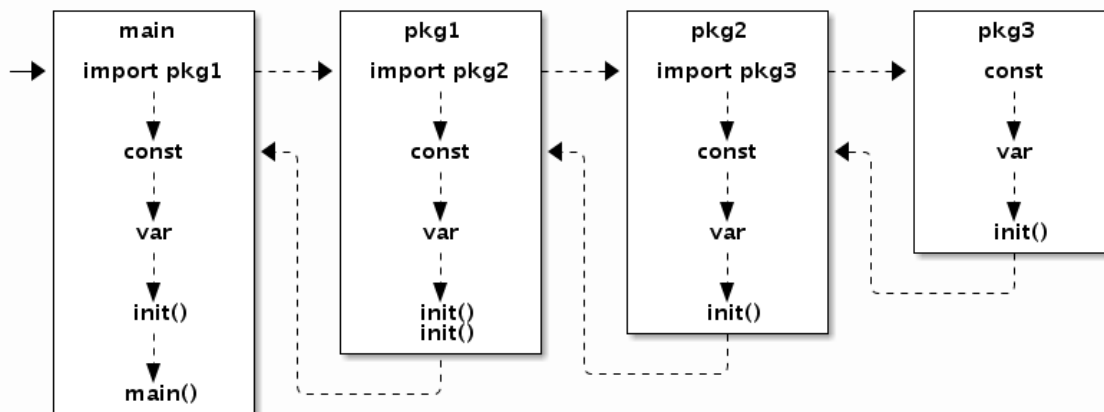 main
import pkg1
const
var
init()
main()
pkg1
import pkg2
const
var
init()
init()
pkg2
import pkg3
const
var
init()
pkg3
const
var
init()